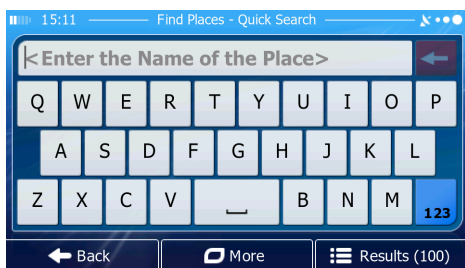 15:11 Find Places - Quick Search
<Enter the Name of the Place>
Q W E R T Y U I O P
A S D F G H J K L
Z X C V B N M 123
Back More Results (100)